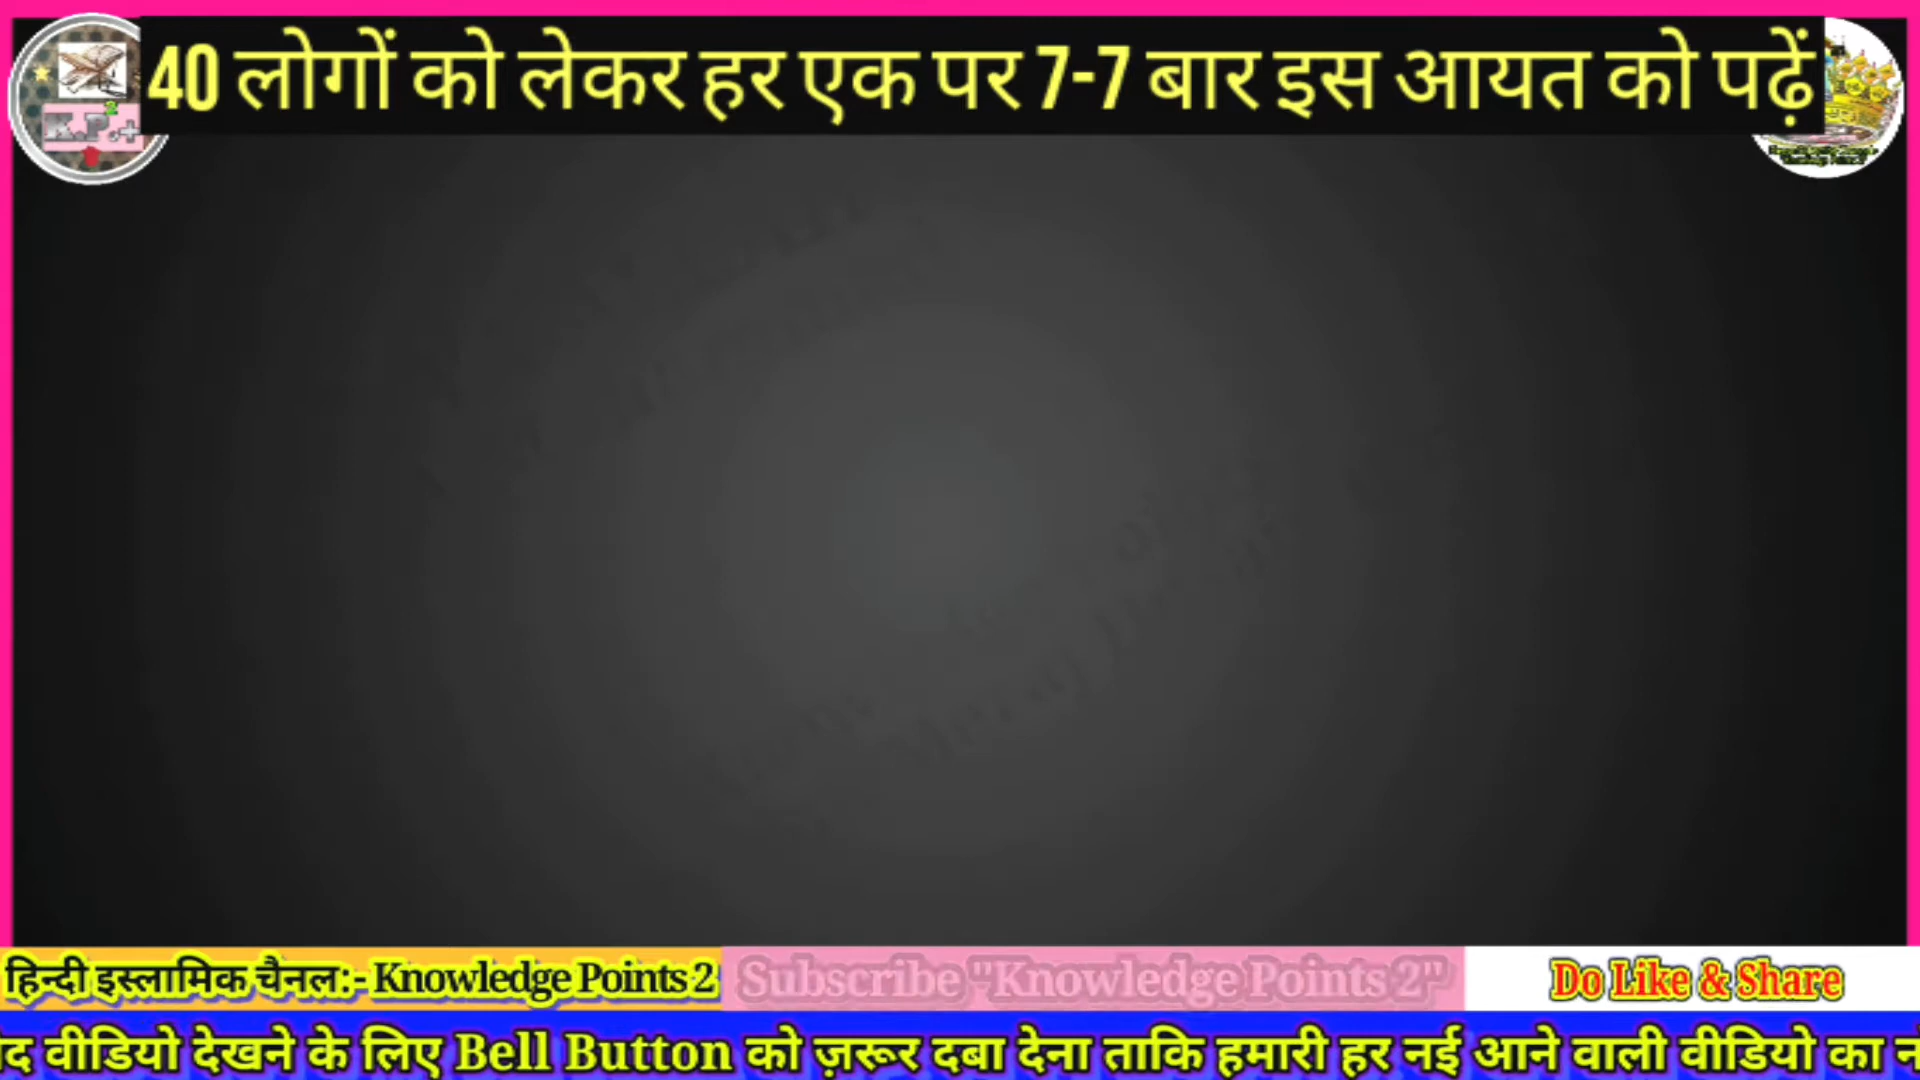 40 लोगों को लेकर हर एक पर 7-7 बार इस आयत को पढ़ें
K.P.+
हिन्दी इस्लामिक चैनल:- Knowledge Points 2
Subscribe "Knowledge Points 2"
Do Like & Share
वीडियो देखने के लिए Bell Button को ज़रूर दबा देना ताकि हमारी हर नई आने वाली वीडियो का